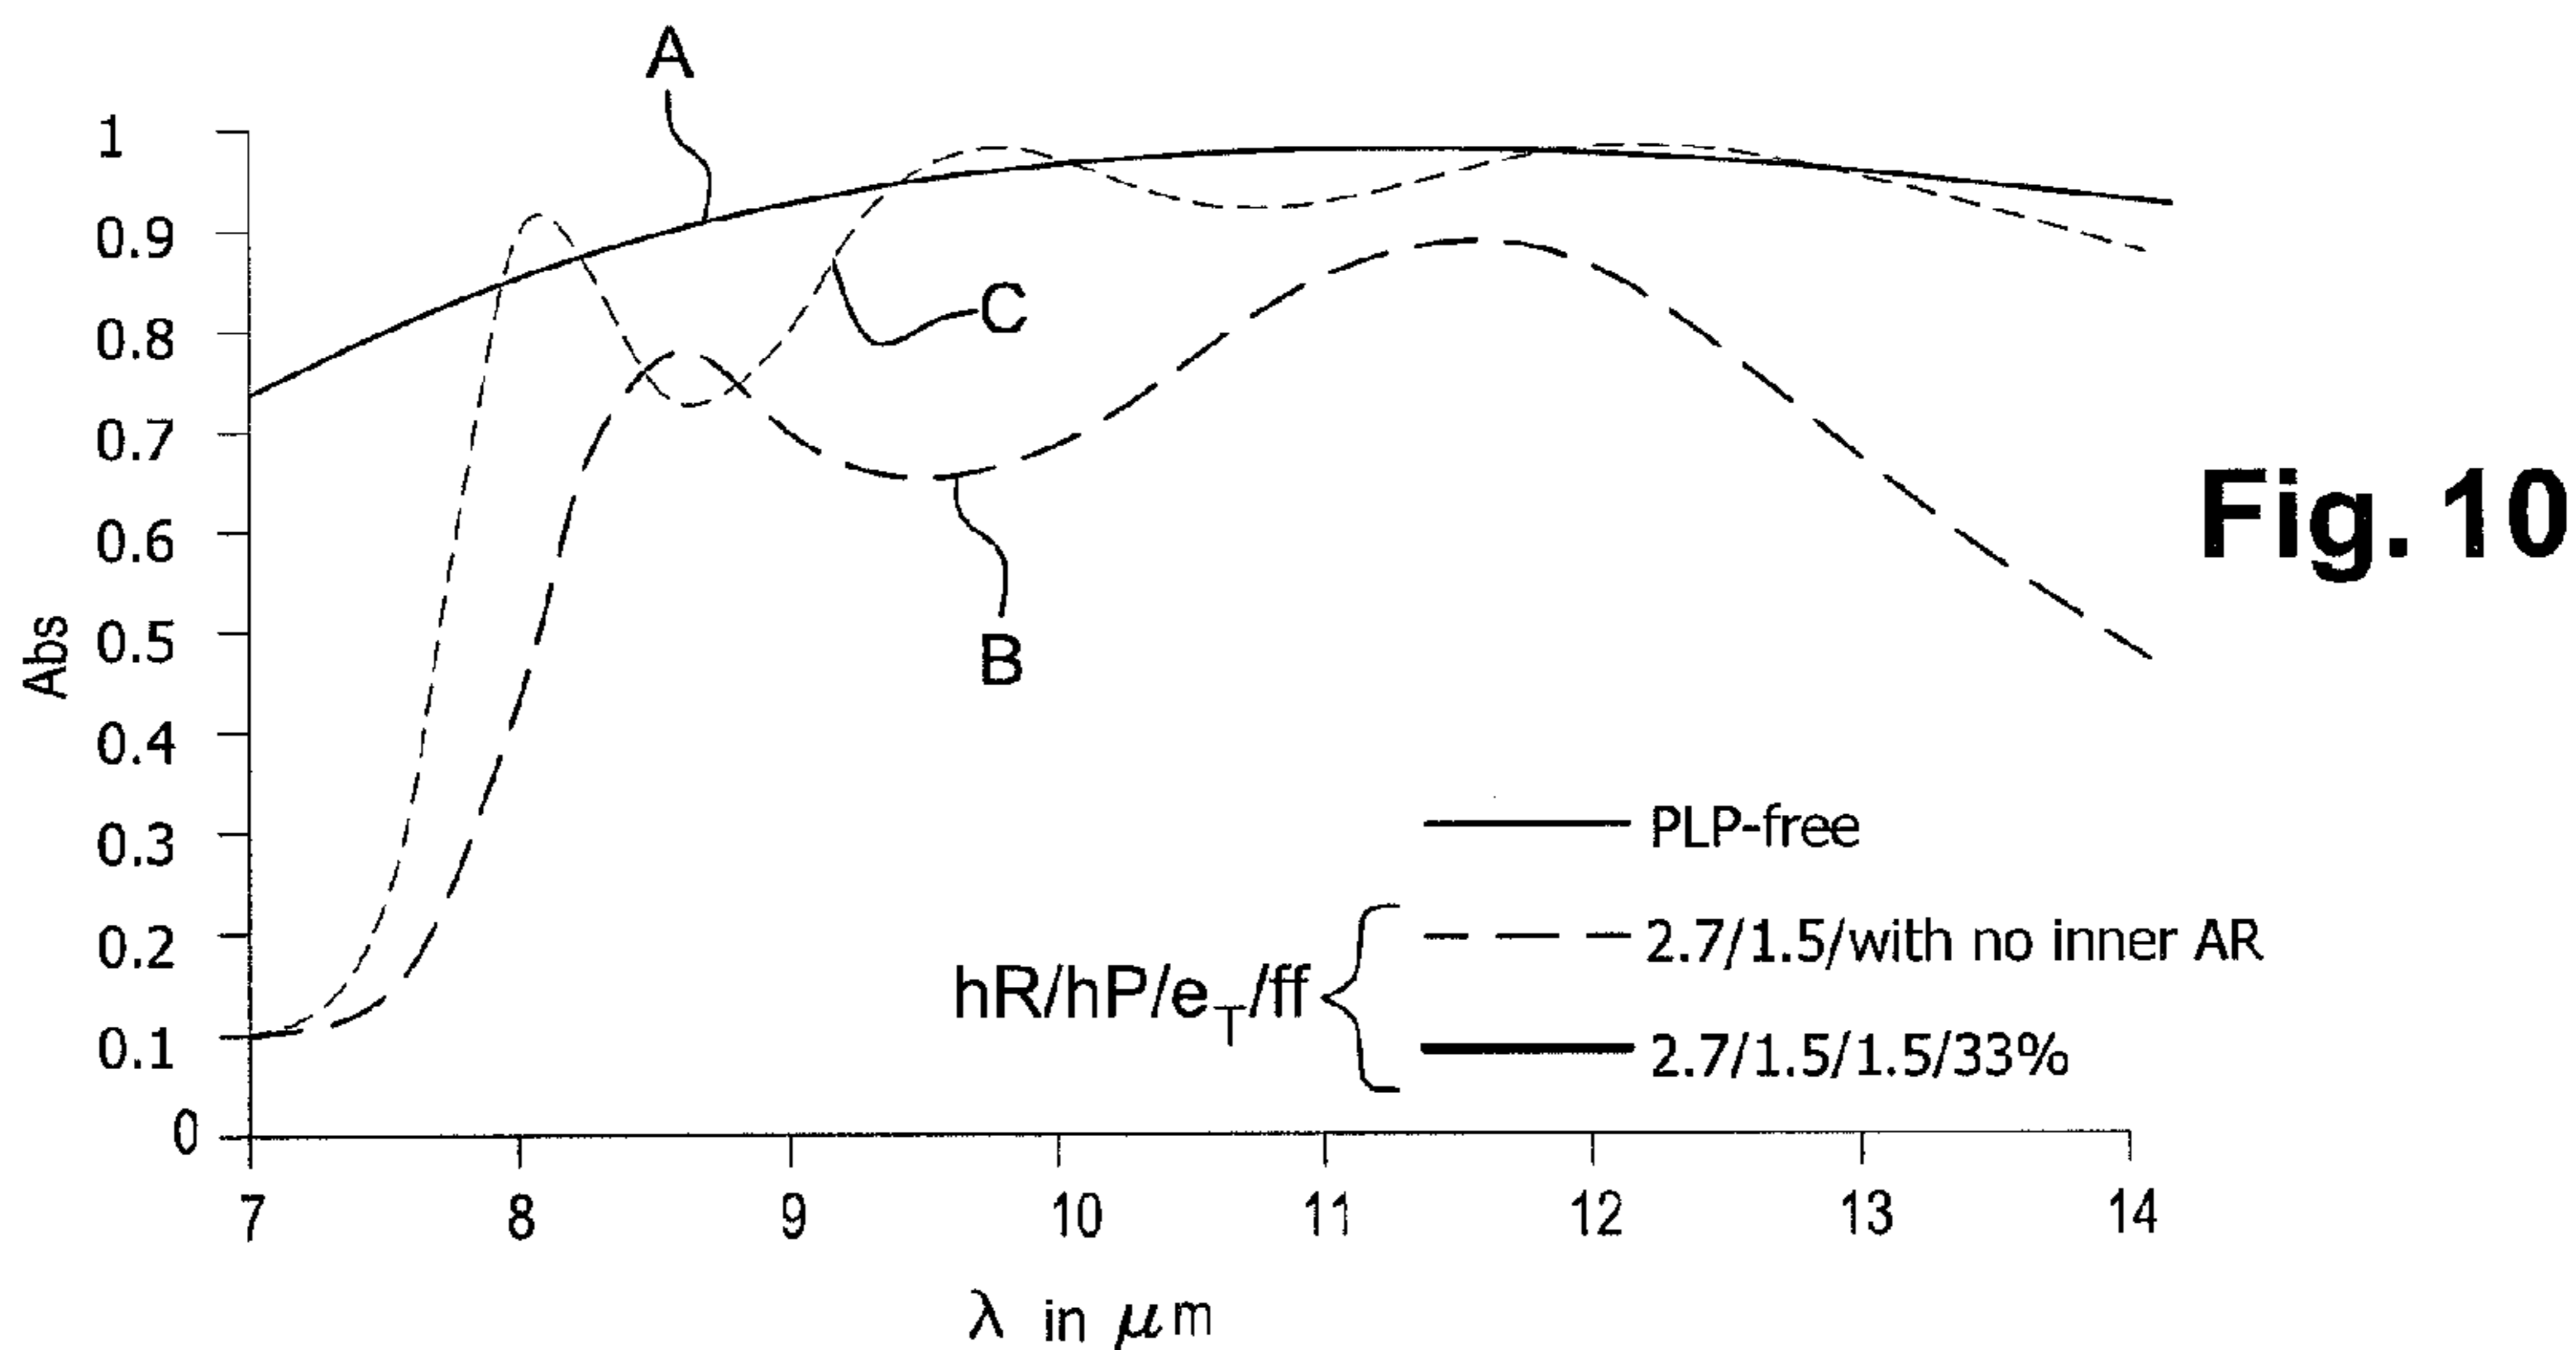 A
1
0.9
0.8
0.7
0.6
0.5
0.4
0.3
0.2
0.1
0
Abs
C
B
Fig. 10
PLP-free
2.7/1.5/with no inner AR
hR/hP/e_T/ff
2.7/1.5/1.5/33%
7 8 9 10 11 12 13 14
λ in μm